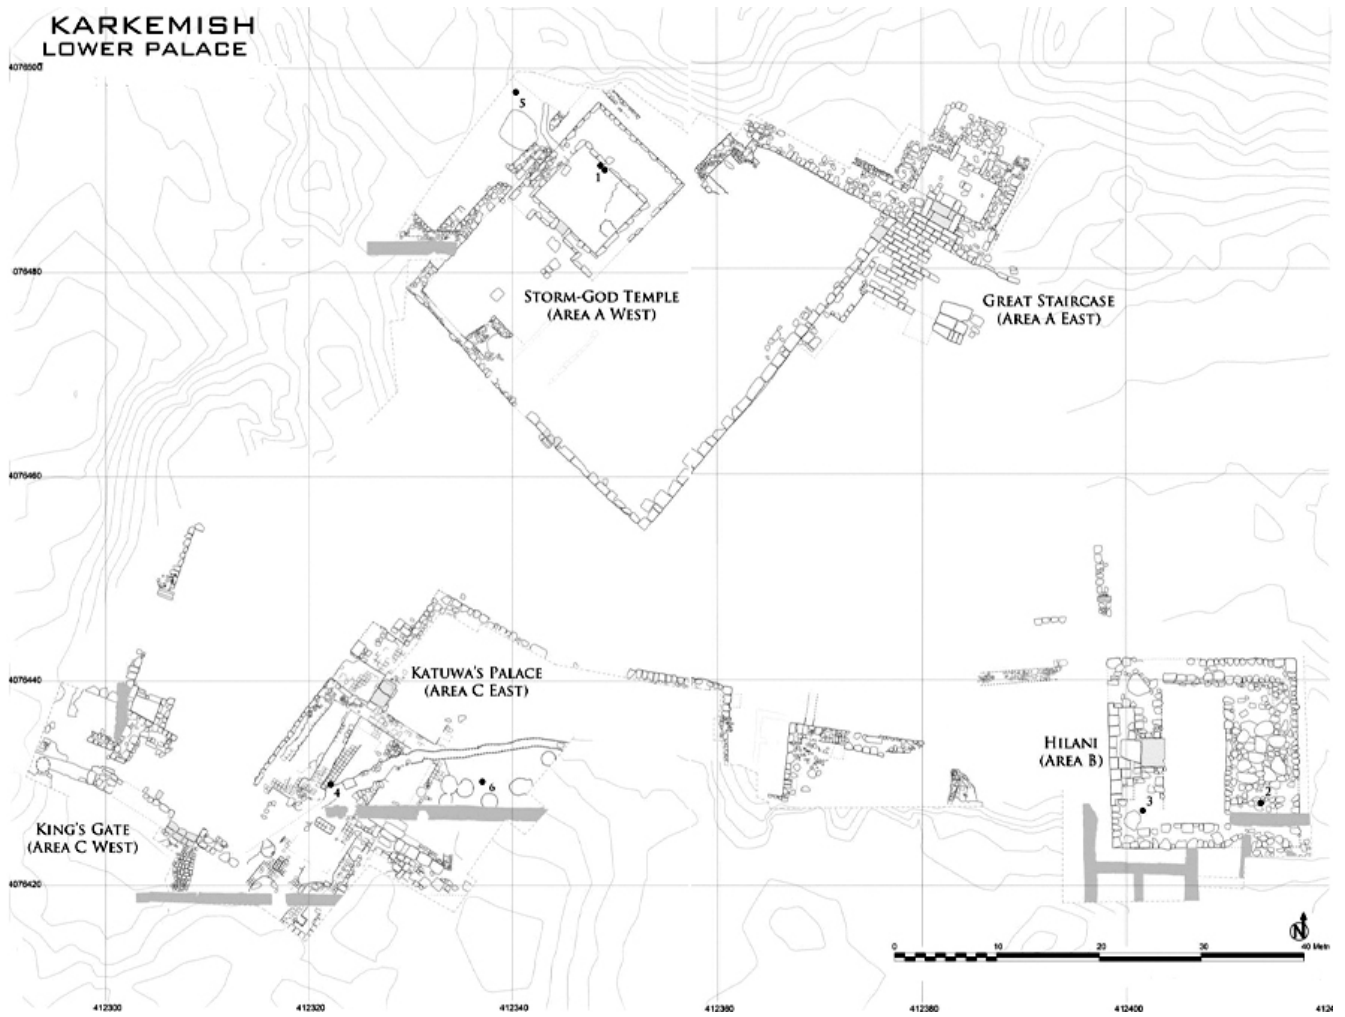 KARKEMISH
LOWER PALACE
4076500
5
1
076480
STORM-GOD TEMPLE
(AREA A WEST)
GREAT STAIRCASE
(AREA A EAST)
4076460
4076440
KATUWA'S PALACE
(AREA C EAST)
HILANI
(AREA B)
4
6
3
2
KING'S GATE
(AREA C WEST)
4076420
N
0 10 20 30 40 Metri
412300 412320 412340 412360 412380 412400